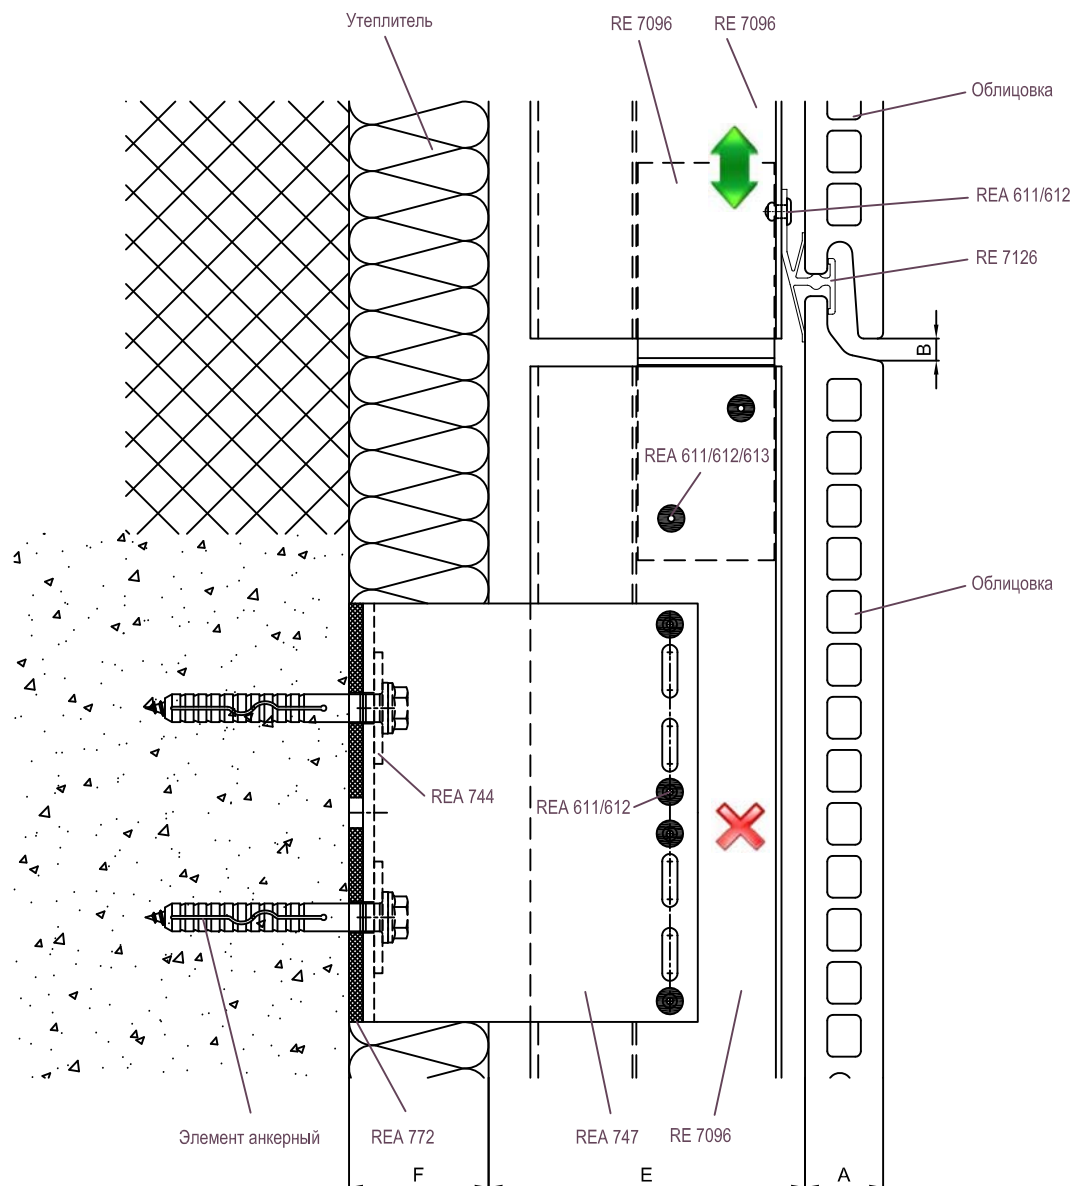 Утеплитель
RE 7096
RE 7096
Облицовка
REA 611/612
RE 7126
B
REA 611/612/613
Облицовка
REA 744
REA 611/612
Элемент анкерный
REA 772
REA 747
RE 7096
F
E
A